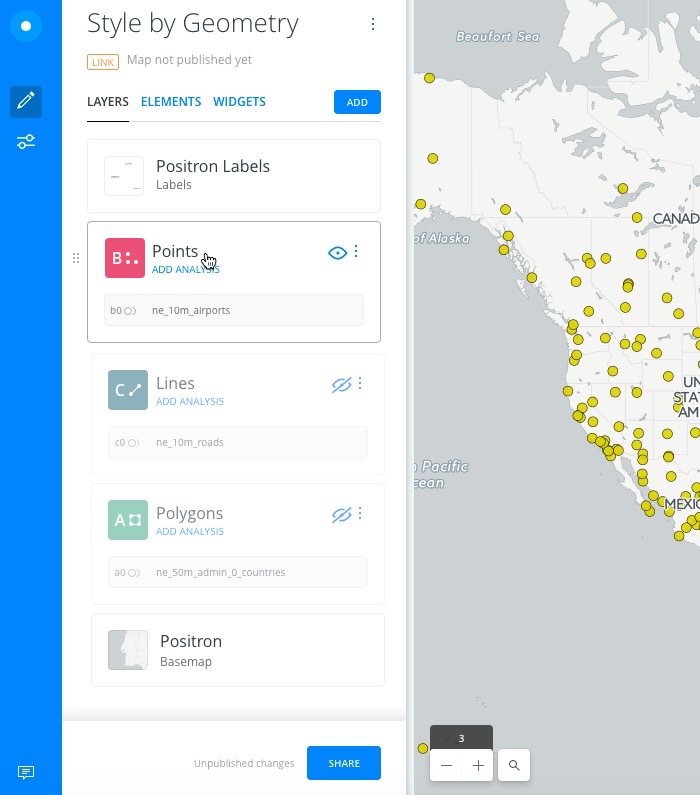 Style by Geometry
LINK Map not published yet
LAYERS ELEMENTS WIDGETS ADD
Positron Labels
Labels
B Points
ADD ANALYSIS
b0 ne_10m_airports
C Lines
ADD ANALYSIS
c0 ne_10m_roads
A Polygons
ADD ANALYSIS
a0 ne_50m_admin_0_countries
Positron
Basemap
Unpublished changes SHARE
Beaufort Sea
CANAD
of Alaska
UN
STAT
AM
Pacific
cean
MEXIC
3